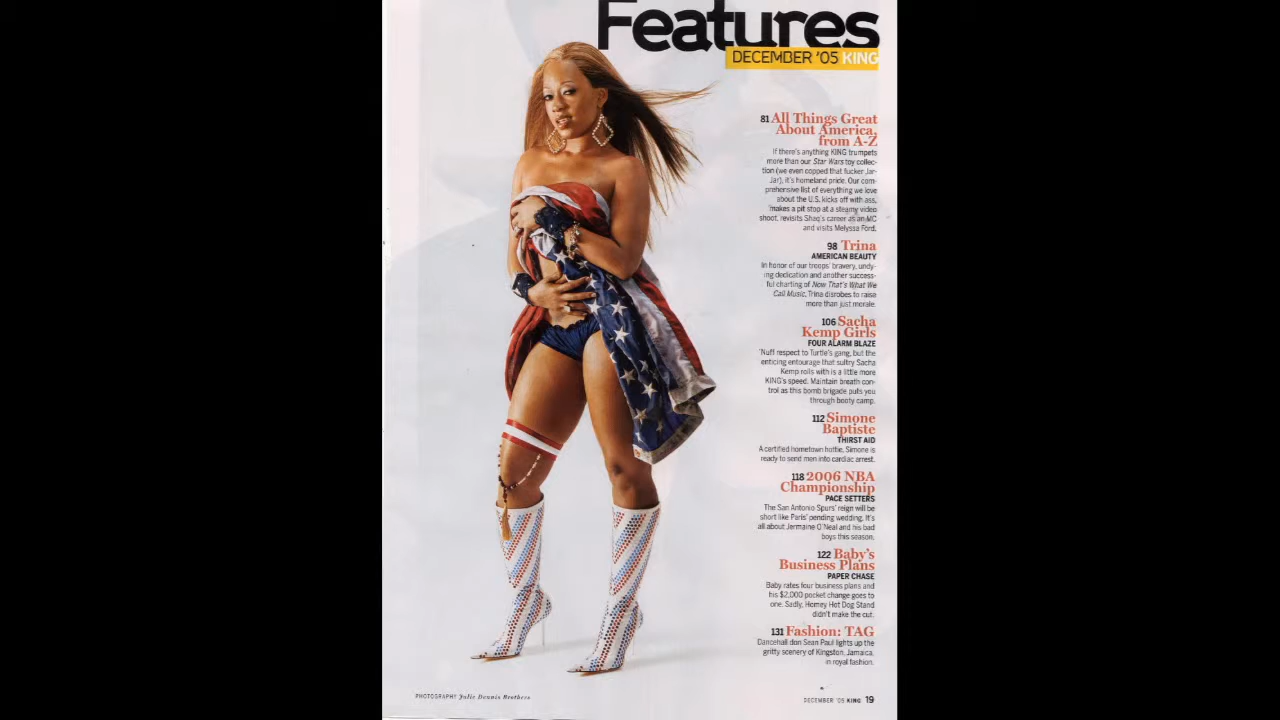 Features
DECEMBER '05 KING
81 All Things Great
About America,
from A-Z
If there's anything KING trumpets
more than our Star Wars toy collec-
tion (we even copped that fucker Jar-
Jar), it's homeland pride. Our com-
prehensive list of everything we love
about the U.S. kicks off with ass,
makes a pit stop at a steamy video
shoot, revisits Shaq's career as an MC
and visits Melyssa Ford.
98 Trina
AMERICAN BEAUTY
In honor of our troops' bravery, undy-
ing dedication and another success-
ful charting of Now That's What We
Call Music, Trina disrobes to raise
more than just morale.
106 Sacha
Kemp Girls
FOUR ALARM BLAZE
'Nuff respect to Turtle's gang, but the
enticing entourage that sultry Sacha
Kemp rolls with is a little more
KING's speed. Maintain breath con-
trol as this bomb brigade puts you
through booty camp.
112 Simone
Baptiste
THIRST AID
A certified hometown hottie, Simone is
ready to send men into cardiac arrest.
118 2006 NBA
Championship
PACE SETTERS
The San Antonio Spurs' reign will be
short like Paris' pending wedding. It's
all about Jermaine O'Neal and his bad
boys this season.
122 Baby's
Business Plans
PAPER CHASE
Baby rates four business plans and
his $2,000 pocket change goes to
one. Sadly, Homey Hot Dog Stand
didn't make the cut.
131 Fashion: TAG
Dancehall don Sean Paul lights up the
gritty scenery of Kingston, Jamaica,
in royal fashion.
PHOTOGRAPHY Julie Dennis Brothers
DECEMBER '05 KING 19